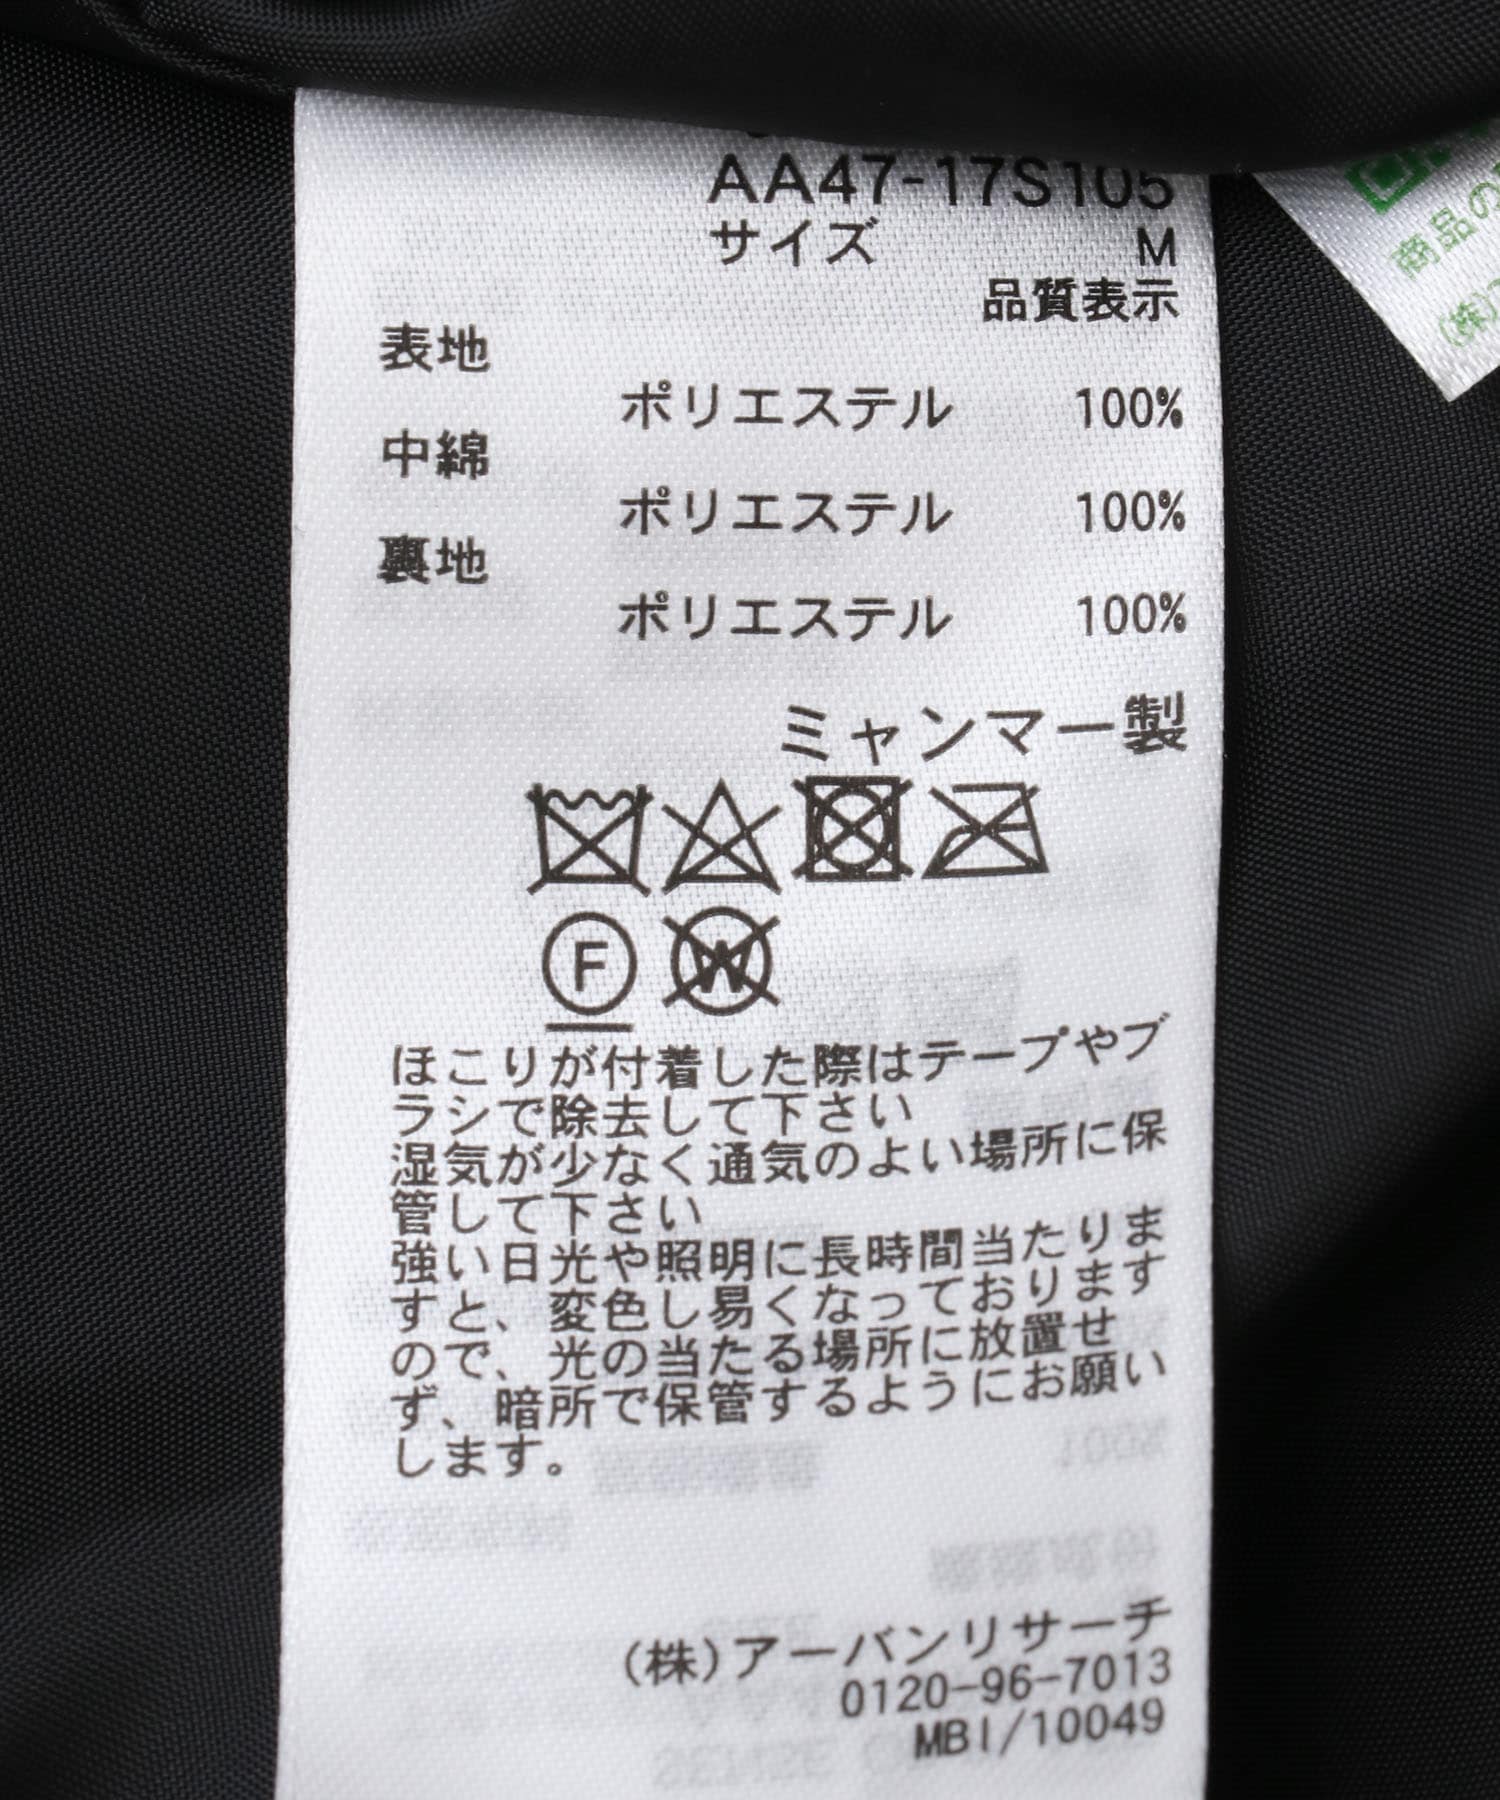 AA47-17S105
サイズ M
品質表示
表地
ポリエステル 100%
中綿
ポリエステル 100%
裏地
ポリエステル 100%
ミャンマー製
F
W
ほこりが付着した際はテープやブ
ラシで除去して下さい
湿気が少なく通気のよい場所に保
管して下さい
強い日光や照明に長時間当たりま
すと、変色し易くなっております
ので、光の当たる場所に放置せ
ず、暗所で保管するようにお願い
します。
(株)アーバンリサーチ
0120-96-7013
MBI/10049
商品の
(株)